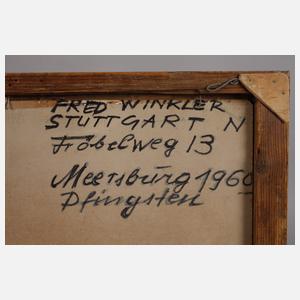 FRED WINKLER
STUTTGART N
Fröbelweg 13
Meersburg 1960
Pfingsten